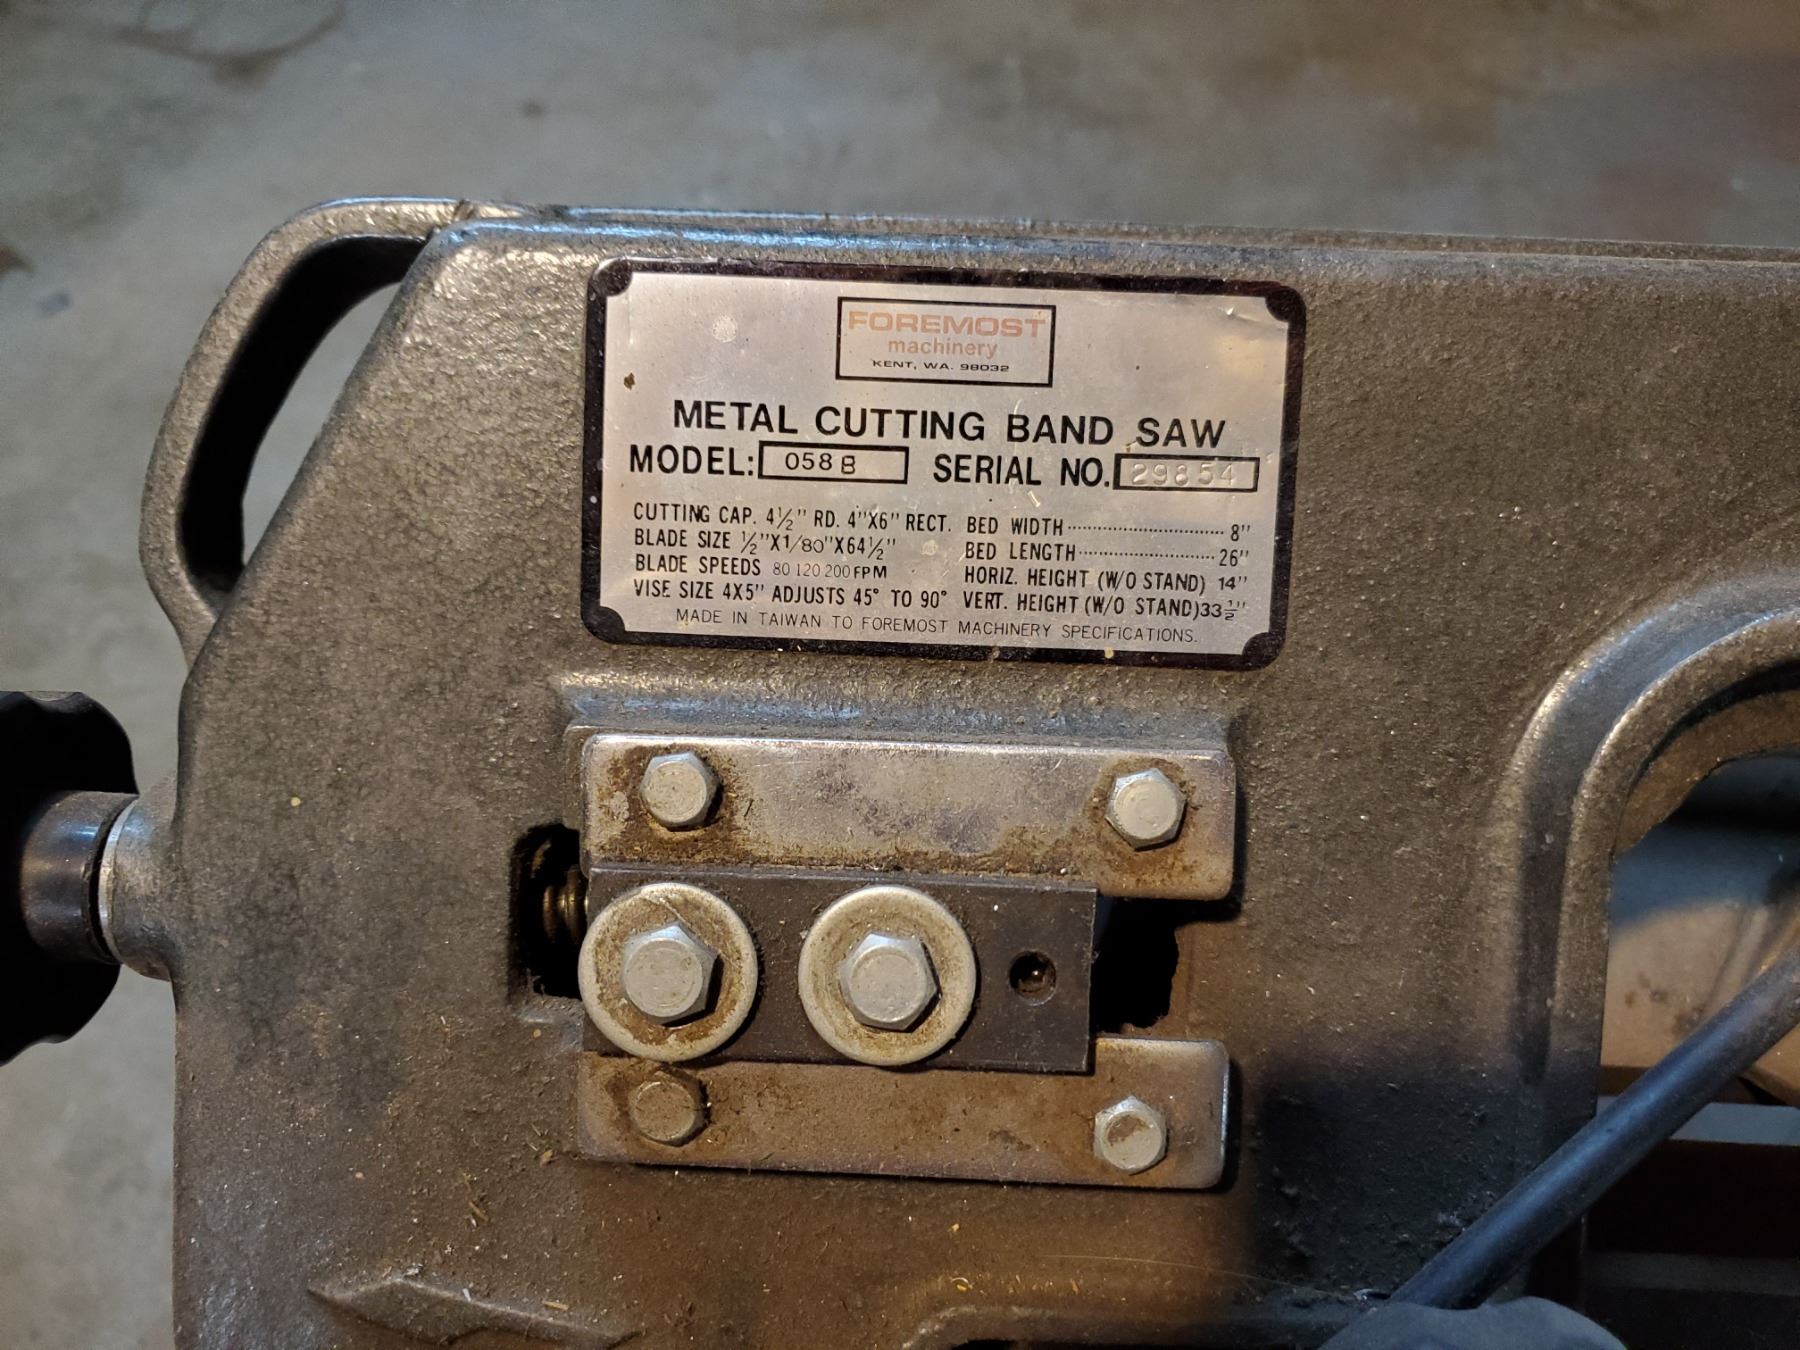 FOREMOST
machinery
KENT, WA. 98032
METAL CUTTING BAND SAW
MODEL: 058B SERIAL NO. 29854
CUTTING CAP. 4½" RD. 4"X6" RECT. BED WIDTH 8"
BLADE SIZE ½"X1/80"X64½" BED LENGTH 26"
BLADE SPEEDS 80 120 200 FPM HORIZ. HEIGHT (W/O STAND) 14"
VISE SIZE 4X5" ADJUSTS 45° TO 90° VERT. HEIGHT (W/O STAND) 33½"
MADE IN TAIWAN TO FOREMOST MACHINERY SPECIFICATIONS.